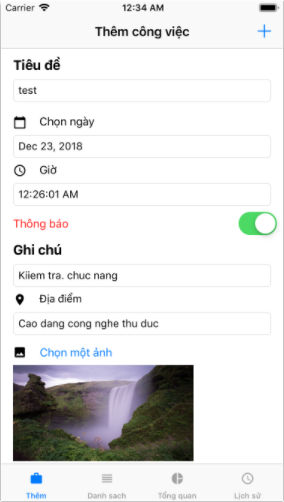 Carrier 12:34 AM
Thêm công việc
Tiêu đề
test
Chọn ngày
Dec 23, 2018
Giờ
12:26:01 AM
Thông báo
Ghi chú
Kiiem tra. chuc nang
Địa điểm
Cao dang cong nghe thu duc
Chọn một ảnh
Thêm Danh sach Tổng quan Lịch sử